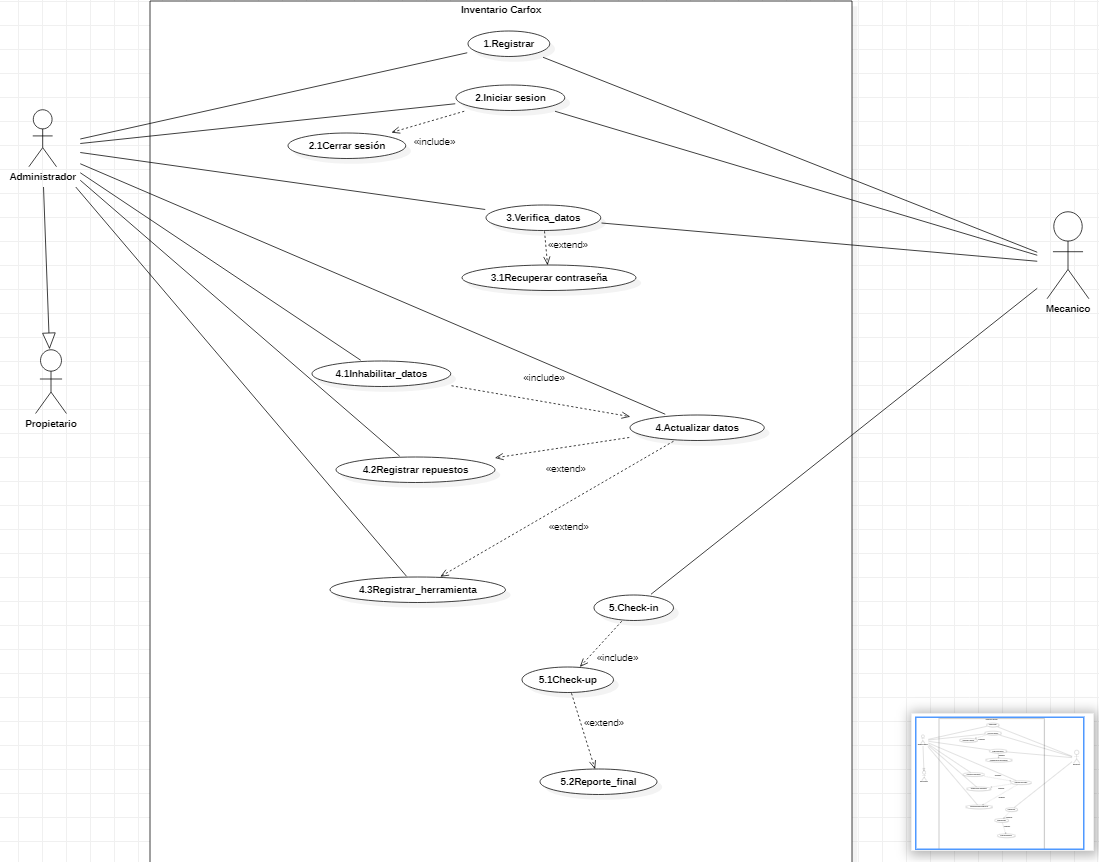 Inventario Carfox
1.Registrar
2.Iniciar sesion
«include»
2.1Cerrar sesión
Administrador
3.Verifica_datos
«extend»
3.1Recuperar contraseña
Mecanico
4.1Inhabilitar_datos
«include»
Propietario
4.Actualizar datos
4.2Registrar repuestos
«extend»
«extend»
4.3Registrar_herramienta
5.Check-in
«include»
5.1Check-up
«extend»
5.2Reporte_final